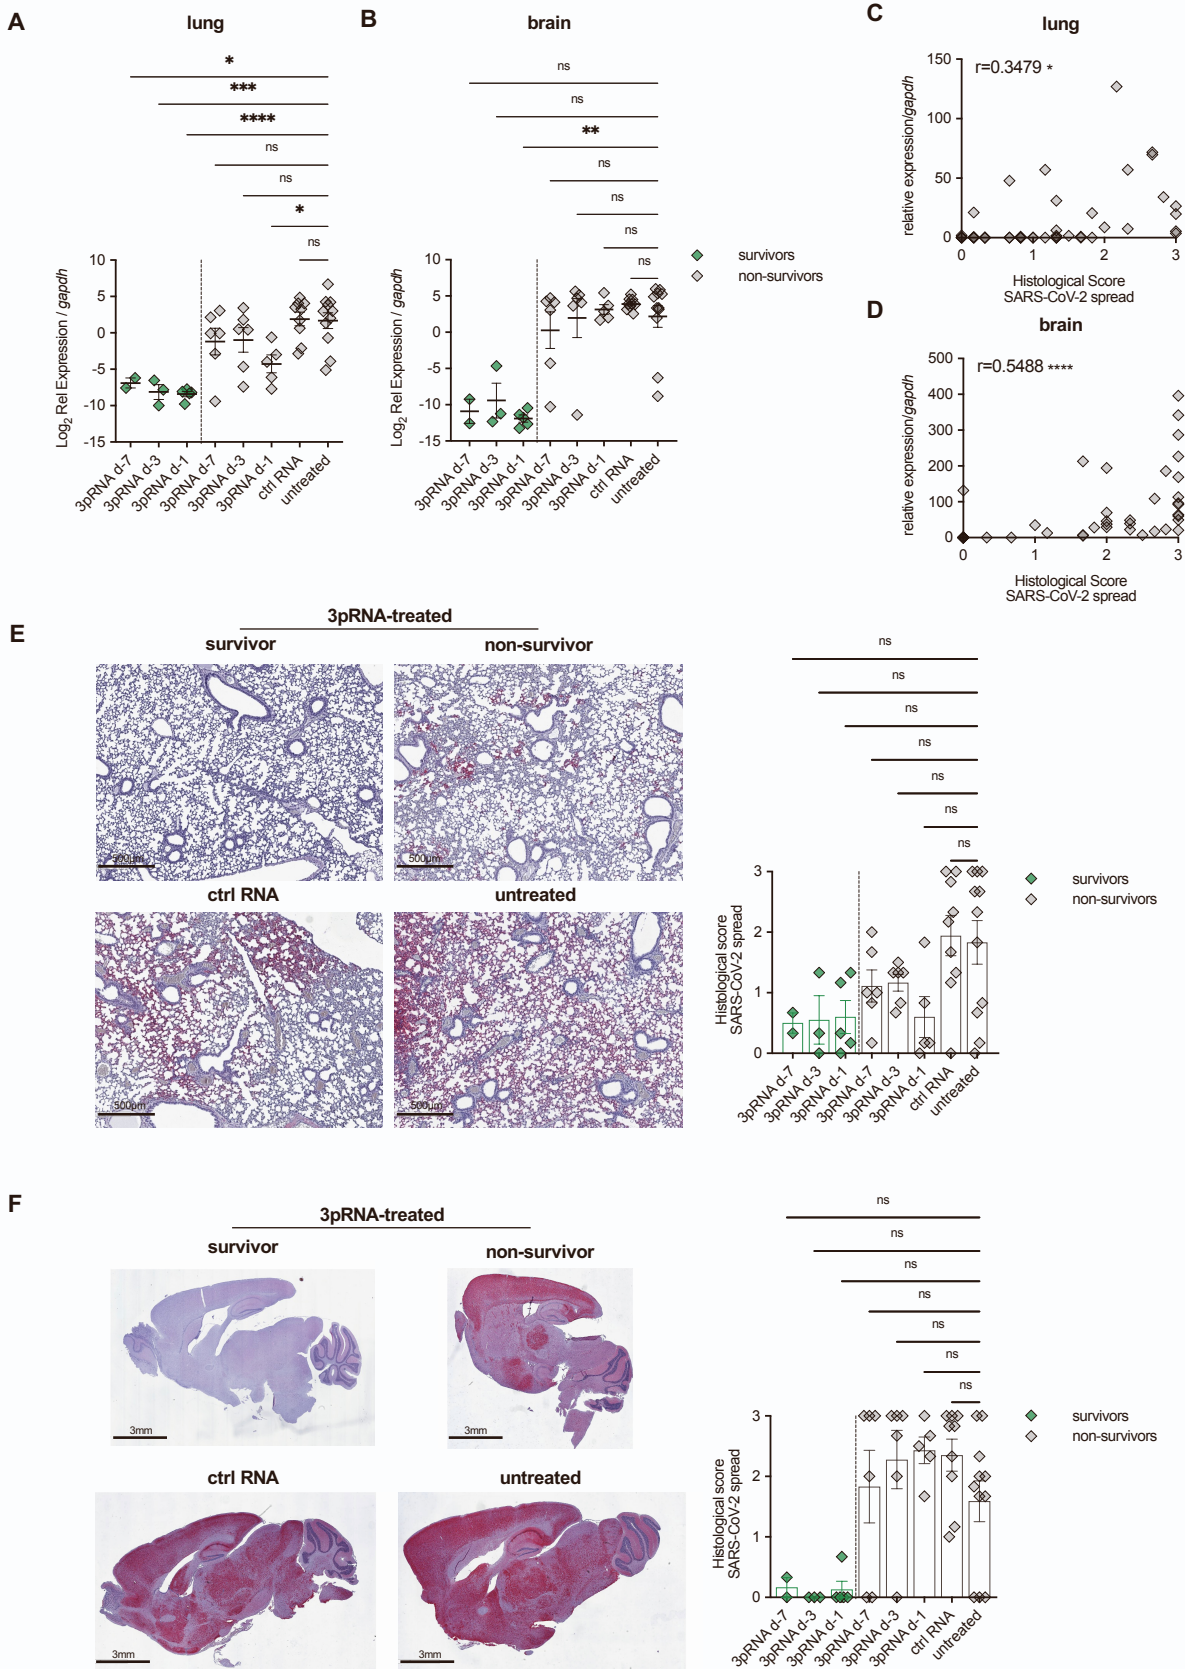 A
lung
*
***
****
ns
ns
*
ns
Log2 Rel Expression / gapdh
10
5
0
-5
-10
-15
3pRNA d-7
3pRNA d-3
3pRNA d-1
3pRNA d-7
3pRNA d-3
3pRNA d-1
ctrl RNA
untreated
B
brain
ns
ns
**
ns
ns
ns
ns
Log2 Rel Expression / gapdh
10
5
0
-5
-10
-15
3pRNA d-7
3pRNA d-3
3pRNA d-1
3pRNA d-7
3pRNA d-3
3pRNA d-1
ctrl RNA
untreated
survivors
non-survivors
C
lung
r=0.3479 *
relative expression/gapdh
150
100
50
0
0
1
2
3
Histological Score
SARS-CoV-2 spread
D
brain
r=0.5488 ****
relative expression/gapdh
500
400
300
200
100
0
0
1
2
3
Histological Score
SARS-CoV-2 spread
E
3pRNA-treated
survivor
non-survivor
500µm
500µm
ctrl RNA
untreated
500µm
500µm
ns
ns
ns
ns
ns
ns
ns
Histological score
SARS-CoV-2 spread
3
2
1
0
3pRNA d-7
3pRNA d-3
3pRNA d-1
3pRNA d-7
3pRNA d-3
3pRNA d-1
ctrl RNA
untreated
survivors
non-survivors
F
3pRNA-treated
survivor
non-survivor
3mm
3mm
ctrl RNA
untreated
3mm
3mm
ns
ns
ns
ns
ns
ns
ns
Histological score
SARS-CoV-2 spread
3
2
1
0
3pRNA d-7
3pRNA d-3
3pRNA d-1
3pRNA d-7
3pRNA d-3
3pRNA d-1
ctrl RNA
untreated
survivors
non-survivors